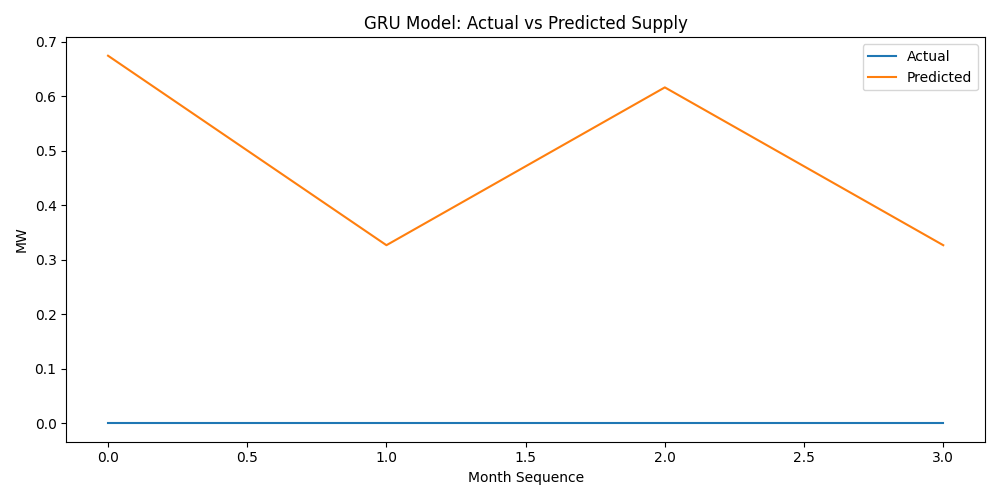 GRU Model: Actual vs Predicted Supply
Actual
Predicted
MW
0.7
0.6
0.5
0.4
0.3
0.2
0.1
0.0
0.0 0.5 1.0 1.5 2.0 2.5 3.0
Month Sequence